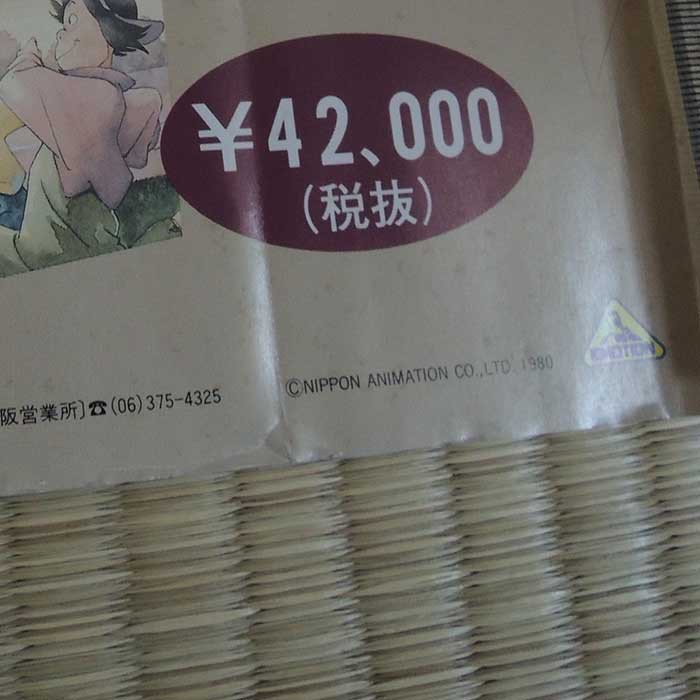 ¥42、000
(税抜)
©NIPPON ANIMATION CO.,LTD. 1980
EMOTION
阪営業所]☎(06)375-4325